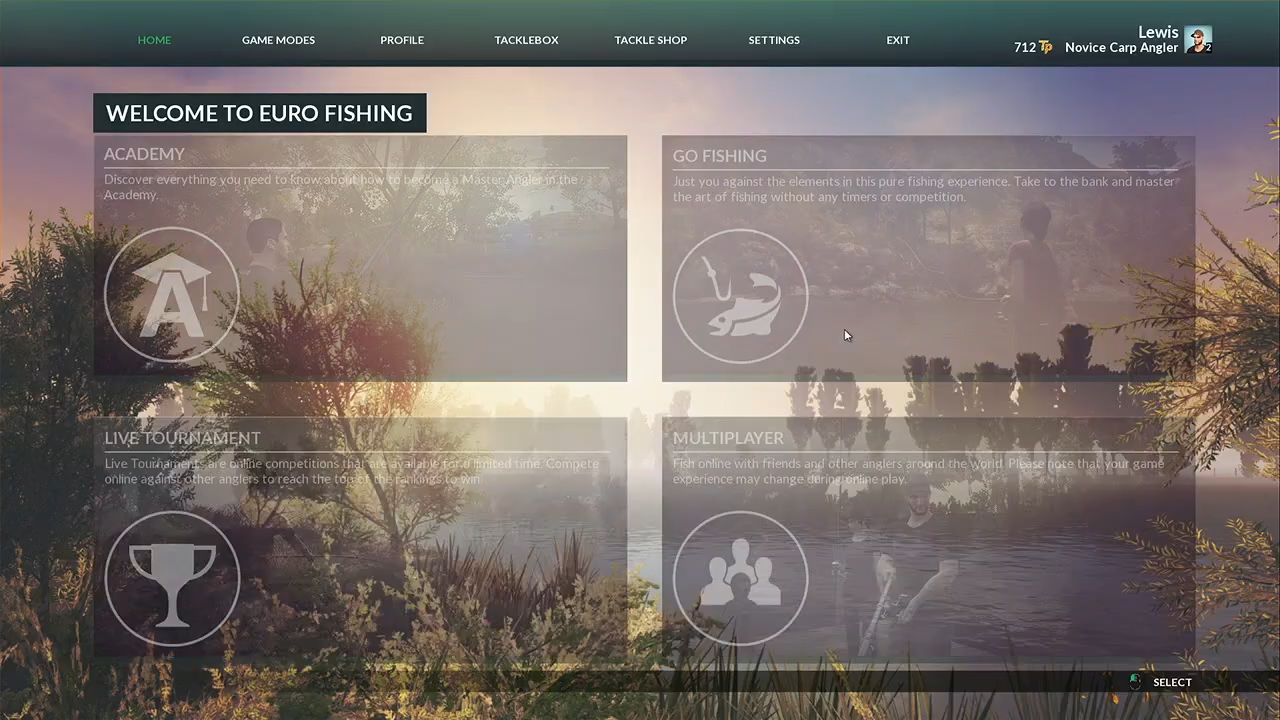 HOME GAME MODES PROFILE TACKLEBOX TACKLE SHOP SETTINGS EXIT
Lewis
712 Tp Novice Carp Angler 2
WELCOME TO EURO FISHING
ACADEMY
Discover everything you need to know about how to become a Master Angler in the
Academy.
A
GO FISHING
Just you against the elements in this pure fishing experience. Take to the bank and master
the art of fishing without any timers or competition.
LIVE TOURNAMENT
Live Tournaments are online competitions that are available for a limited time. Compete
online against other anglers to reach the top of the rankings to win.
MULTIPLAYER
Fish online with friends and other anglers around the world. Please note that your game
experience may change during online play.
SELECT